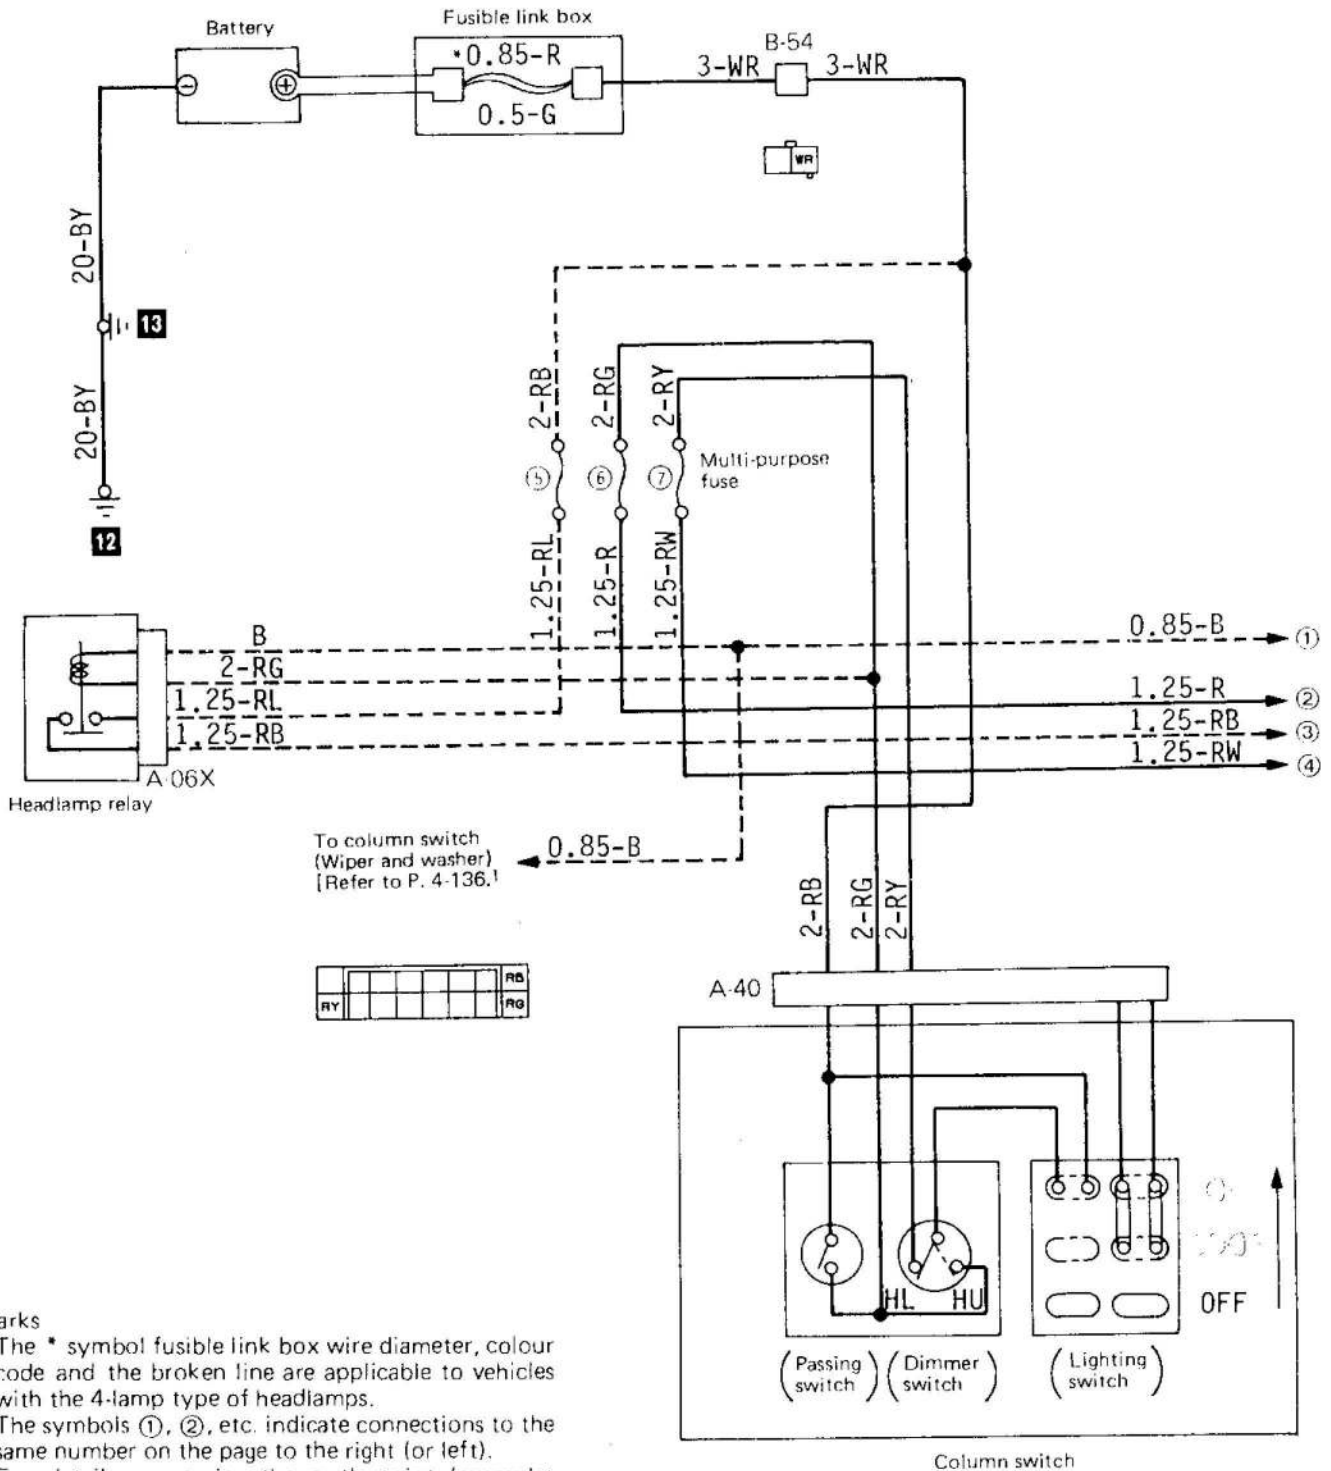 Battery
Fusible link box
*0.85-R
0.5-G
3-WR
B-54
3-WR
WR
20-BY
13
20-BY
12
2-RB
2-RG
2-RY
5
6
7
Multi-purpose
fuse
1.25-RL
1.25-R
1.25-RW
B
2-RG
1.25-RL
1.25-RB
A-06X
Headlamp relay
0.85-B
①
1.25-R
②
1.25-RB
③
1.25-RW
④
To column switch
(Wiper and washer)
[Refer to P. 4-136.]
0.85-B
2-RB
2-RG
2-RY
RB
RY
RG
A-40
HL
HU
OFF
(Passing
switch)
(Dimmer
switch)
(Lighting
switch)
Column switch
arks
The * symbol fusible link box wire diameter, colour
code and the broken line are applicable to vehicles
with the 4-lamp type of headlamps.
The symbols ①, ②, etc. indicate connections to the
same number on the page to the right (or left).